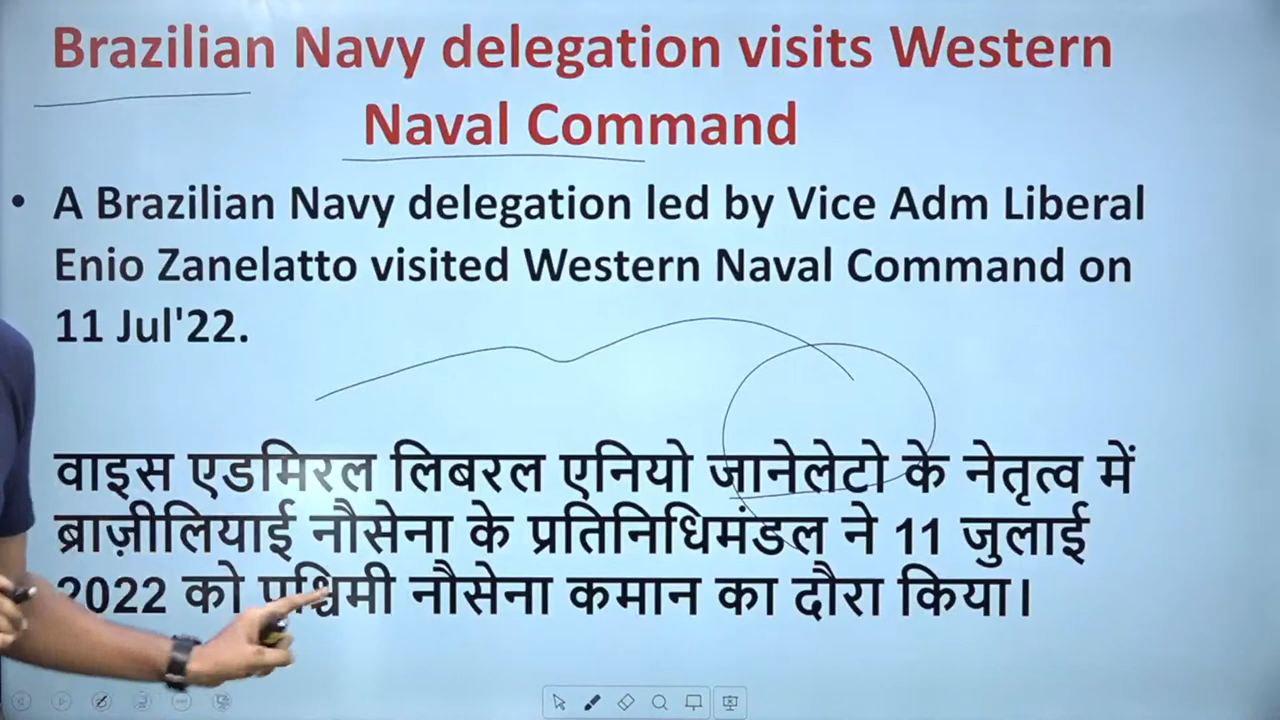 Brazilian Navy delegation visits Western
Naval Command
• A Brazilian Navy delegation led by Vice Adm Liberal
Enio Zanelatto visited Western Naval Command on
11 Jul'22.
वाइस एडमिरल लिबरल एनियो जानेलेटो के नेतृत्व में
ब्राज़ीलियाई नौसेना के प्रतिनिधिमंडल ने 11 जुलाई
2022 को पश्चिमी नौसेना कमान का दौरा किया।